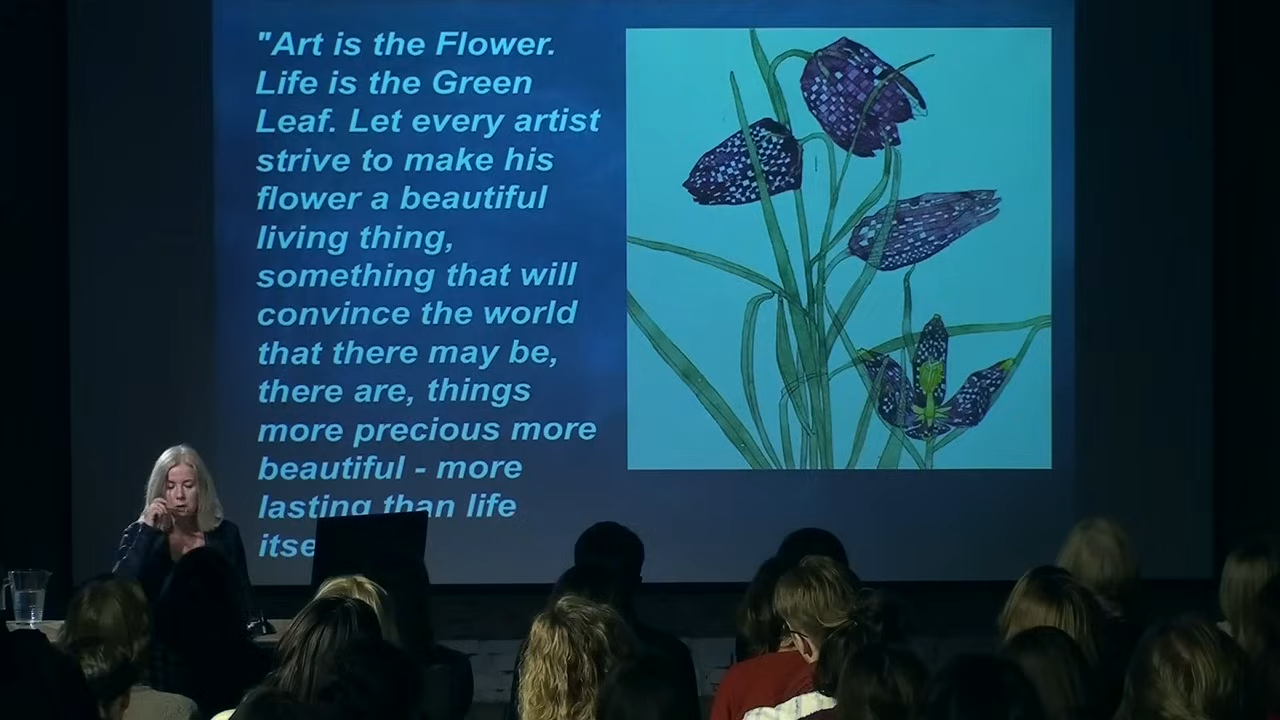 "Art is the Flower.
Life is the Green
Leaf. Let every artist
strive to make his
flower a beautiful
living thing,
something that will
convince the world
that there may be,
there are, things
more precious more
beautiful - more
lasting than life